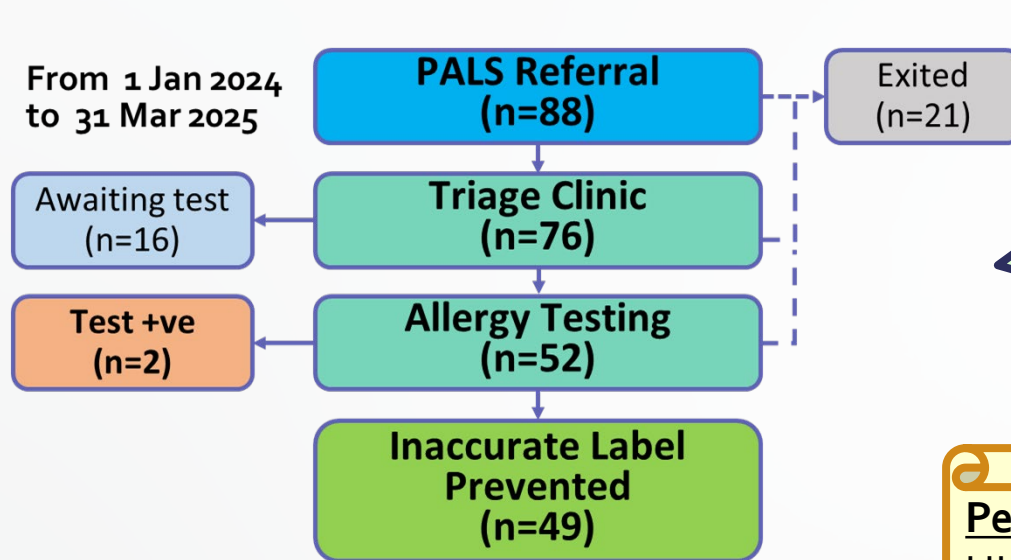 From 1 Jan 2024
to 31 Mar 2025
PALS Referral
(n=88)
Exited
(n=21)
Awaiting test
(n=16)
Triage Clinic
(n=76)
Test +ve
(n=2)
Allergy Testing
(n=52)
Inaccurate Label
Prevented
(n=49)
Pe